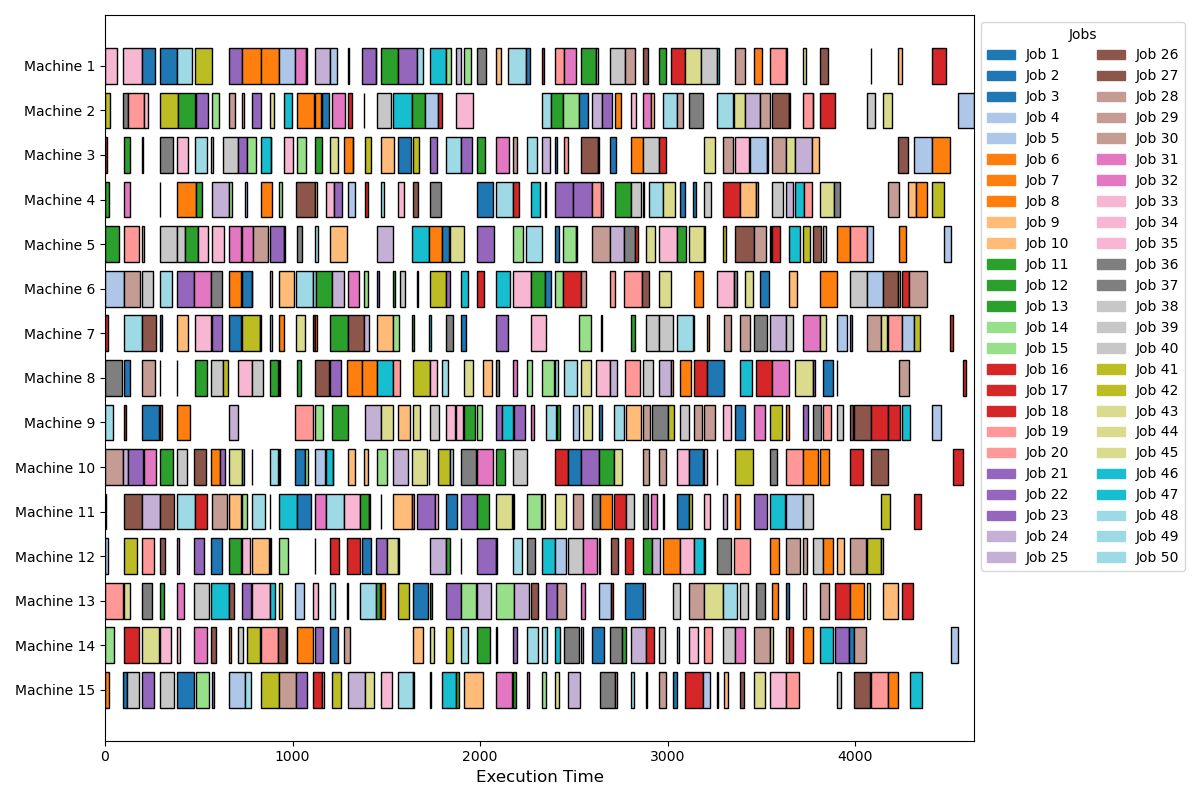 Machine 1
Machine 2
Machine 3
Machine 4
Machine 5
Machine 6
Machine 7
Machine 8
Machine 9
Machine 10
Machine 11
Machine 12
Machine 13
Machine 14
Machine 15
0 1000 2000 3000 4000
Execution Time
Jobs
Job 1
Job 2
Job 3
Job 4
Job 5
Job 6
Job 7
Job 8
Job 9
Job 10
Job 11
Job 12
Job 13
Job 14
Job 15
Job 16
Job 17
Job 18
Job 19
Job 20
Job 21
Job 22
Job 23
Job 24
Job 25
Job 26
Job 27
Job 28
Job 29
Job 30
Job 31
Job 32
Job 33
Job 34
Job 35
Job 36
Job 37
Job 38
Job 39
Job 40
Job 41
Job 42
Job 43
Job 44
Job 45
Job 46
Job 47
Job 48
Job 49
Job 50